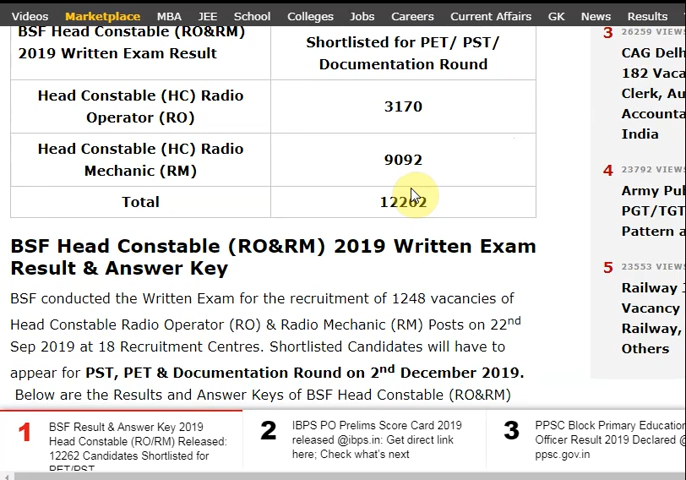 Videos Marketplace MBA JEE School Colleges Jobs Careers Current Affairs GK News Results
BSF Head Constable (RO&RM)
2019 Written Exam Result
Shortlisted for PET/ PST/
Documentation Round
Head Constable (HC) Radio
Operator (RO)
3170
Head Constable (HC) Radio
Mechanic (RM)
9092
Total
12262
BSF Head Constable (RO&RM) 2019 Written Exam
Result & Answer Key
BSF conducted the Written Exam for the recruitment of 1248 vacancies of
Head Constable Radio Operator (RO) & Radio Mechanic (RM) Posts on 22nd
Sep 2019 at 18 Recruitment Centres. Shortlisted Candidates will have to
appear for PST, PET & Documentation Round on 2nd December 2019.
Below are the Results and Answer Keys of BSF Head Constable (RO&RM)
3 26259 VIEWS
CAG Delh
182 Vaca
Clerk, Au
Accounta
India
4 23792 VIEWS
Army Pul
PGT/TGT
Pattern a
5 23553 VIEWS
Railway J
Vacancy
Railway,
Others
1 BSF Result & Answer Key 2019
Head Constable (RO/RM) Released:
12262 Candidates Shortlisted for
PET/PST
2 IBPS PO Prelims Score Card 2019
released @ibps.in: Get direct link
here; Check what's next
3 PPSC Block Primary Education
Officer Result 2019 Declared @
ppsc.gov.in